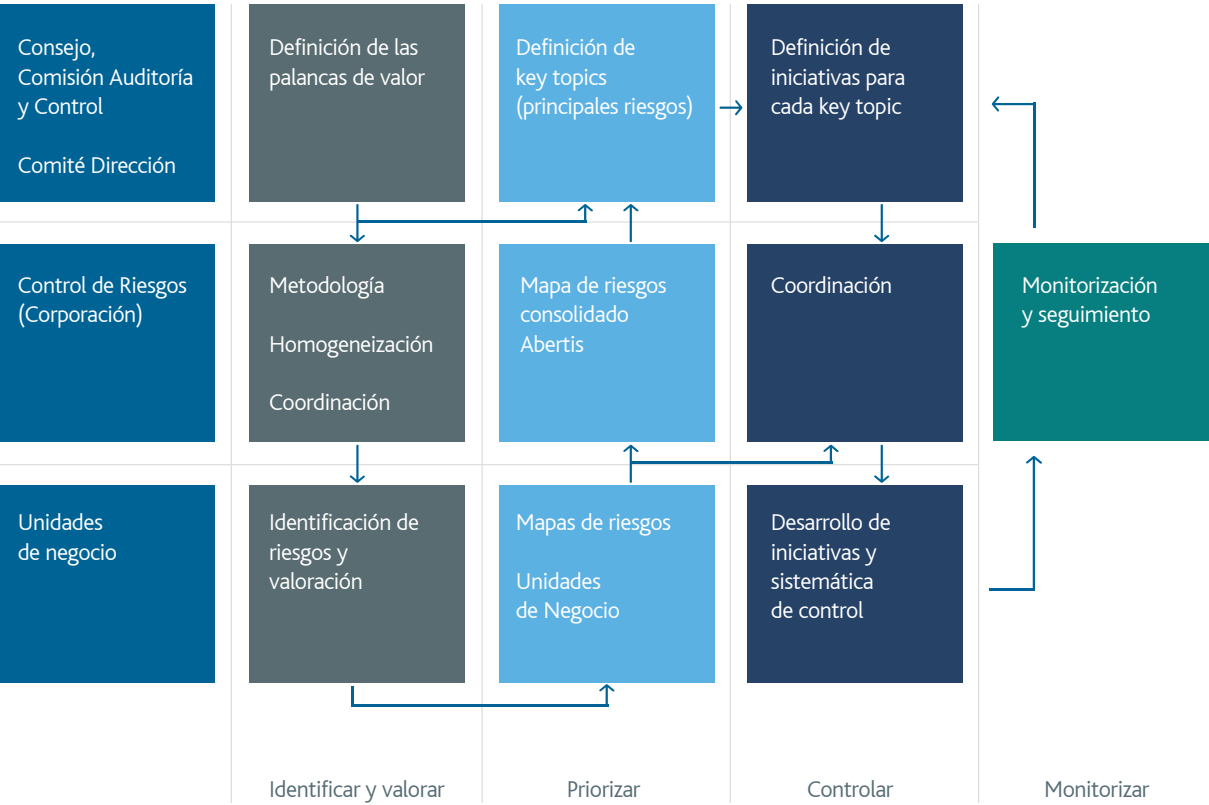 Consejo,
Comisión Auditoría
y Control
Comité Dirección
Definición de las
palancas de valor
Definición de
key topics
(principales riesgos)
Definición de
iniciativas para
cada key topic
Control de Riesgos
(Corporación)
Metodología
Homogeneización
Coordinación
Mapa de riesgos
consolidado
Abertis
Coordinación
Monitorización
y seguimiento
Unidades
de negocio
Identificación de
riesgos y
valoración
Mapas de riesgos
Unidades
de Negocio
Desarrollo de
iniciativas y
sistemática
de control
Identificar y valorar
Priorizar
Controlar
Monitorizar